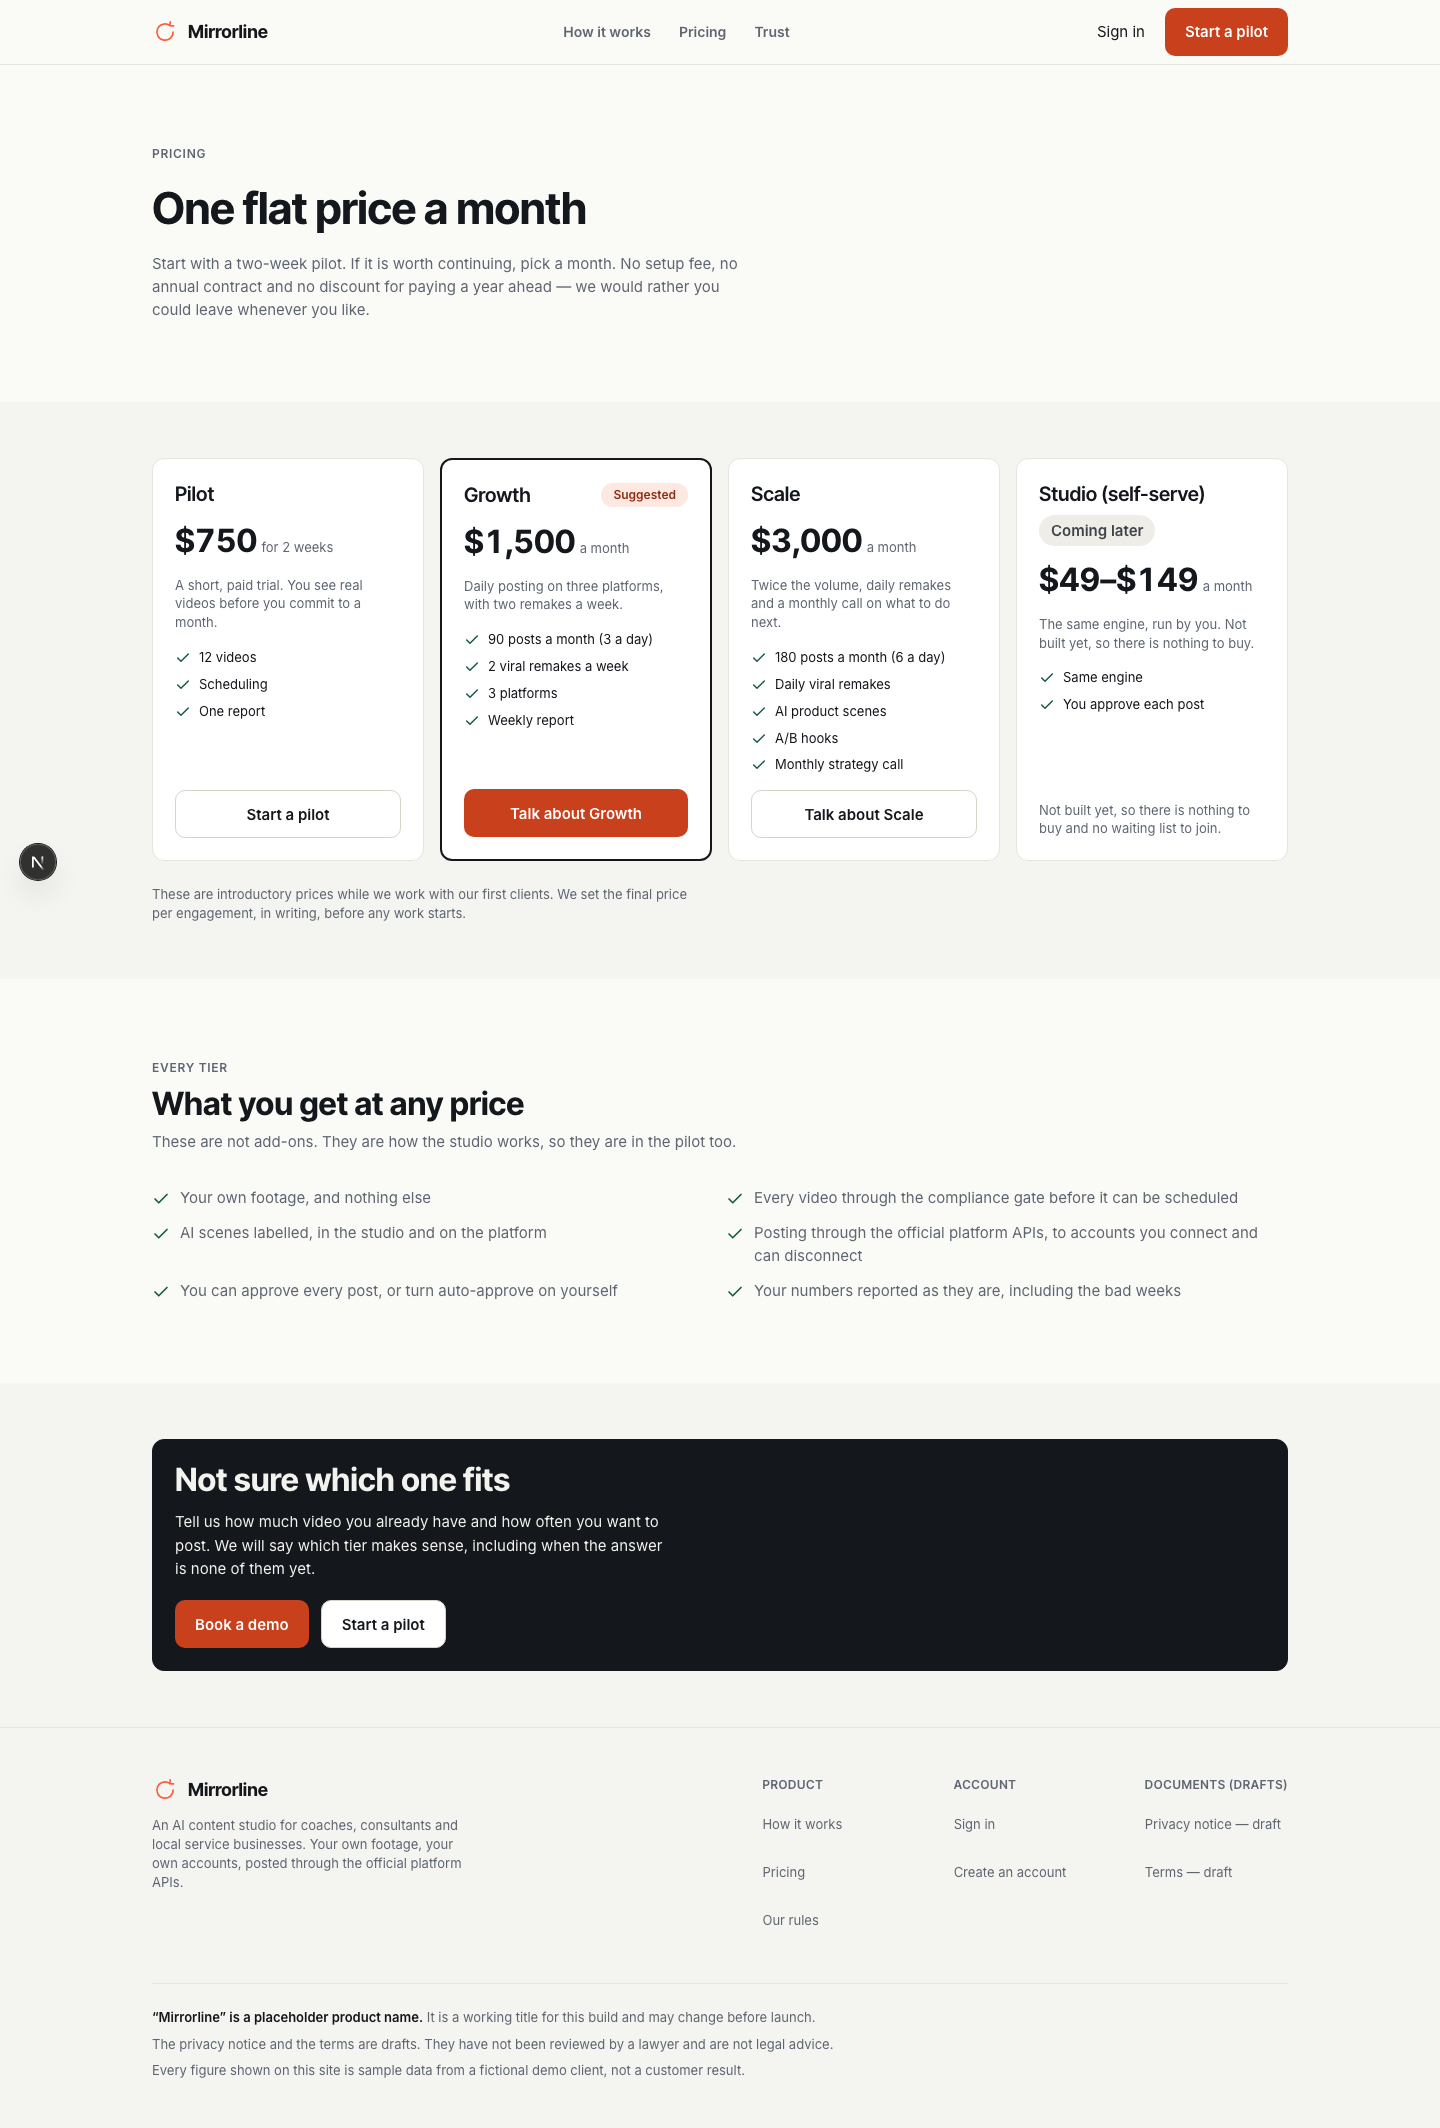 Mirrorline
How it works
Pricing
Trust
Sign in
Start a pilot
PRICING
One flat price a month
Start with a two-week pilot. If it is worth continuing, pick a month. No setup fee, no
annual contract and no discount for paying a year ahead — we would rather you
could leave whenever you like.
Pilot
$750 for 2 weeks
A short, paid trial. You see real
videos before you commit to a
month.
12 videos
Scheduling
One report
Start a pilot
Growth
Suggested
$1,500 a month
Daily posting on three platforms,
with two remakes a week.
90 posts a month (3 a day)
2 viral remakes a week
3 platforms
Weekly report
Talk about Growth
Scale
$3,000 a month
Twice the volume, daily remakes
and a monthly call on what to do
next.
180 posts a month (6 a day)
Daily viral remakes
AI product scenes
A/B hooks
Monthly strategy call
Talk about Scale
Studio (self-serve)
Coming later
$49–$149 a month
The same engine, run by you. Not
built yet, so there is nothing to buy.
Same engine
You approve each post
Not built yet, so there is nothing to
buy and no waiting list to join.
N
These are introductory prices while we work with our first clients. We set the final price
per engagement, in writing, before any work starts.
EVERY TIER
What you get at any price
These are not add-ons. They are how the studio works, so they are in the pilot too.
Your own footage, and nothing else
Every video through the compliance gate before it can be scheduled
AI scenes labelled, in the studio and on the platform
Posting through the official platform APIs, to accounts you connect and
can disconnect
You can approve every post, or turn auto-approve on yourself
Your numbers reported as they are, including the bad weeks
Not sure which one fits
Tell us how much video you already have and how often you want to
post. We will say which tier makes sense, including when the answer
is none of them yet.
Book a demo
Start a pilot
Mirrorline
An AI content studio for coaches, consultants and
local service businesses. Your own footage, your
own accounts, posted through the official platform
APIs.
PRODUCT
How it works
Pricing
Our rules
ACCOUNT
Sign in
Create an account
DOCUMENTS (DRAFTS)
Privacy notice — draft
Terms — draft
“Mirrorline” is a placeholder product name. It is a working title for this build and may change before launch.
The privacy notice and the terms are drafts. They have not been reviewed by a lawyer and are not legal advice.
Every figure shown on this site is sample data from a fictional demo client, not a customer result.